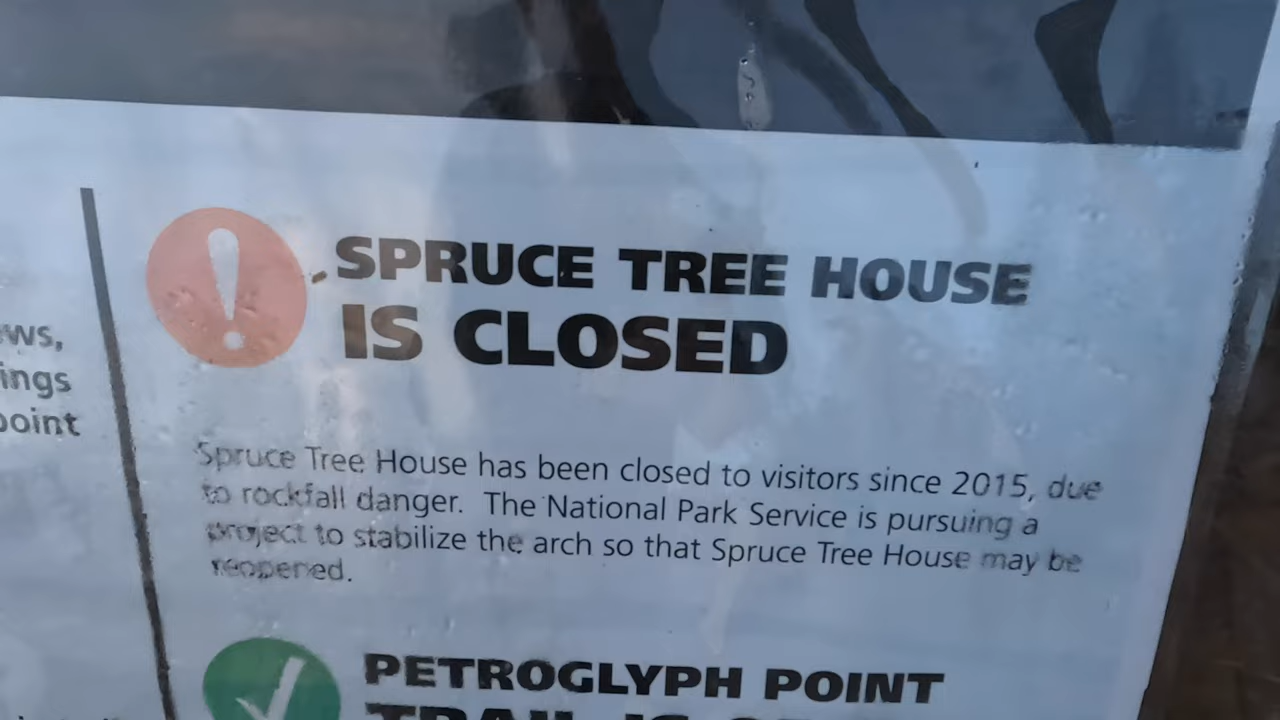 ws,
ings
point
SPRUCE TREE HOUSE
IS CLOSED
Spruce Tree House has been closed to visitors since 2015, due
to rockfall danger. The National Park Service is pursuing a
project to stabilize the arch so that Spruce Tree House may be
reopened.
PETROGLYPH POINT
TRAIL IS